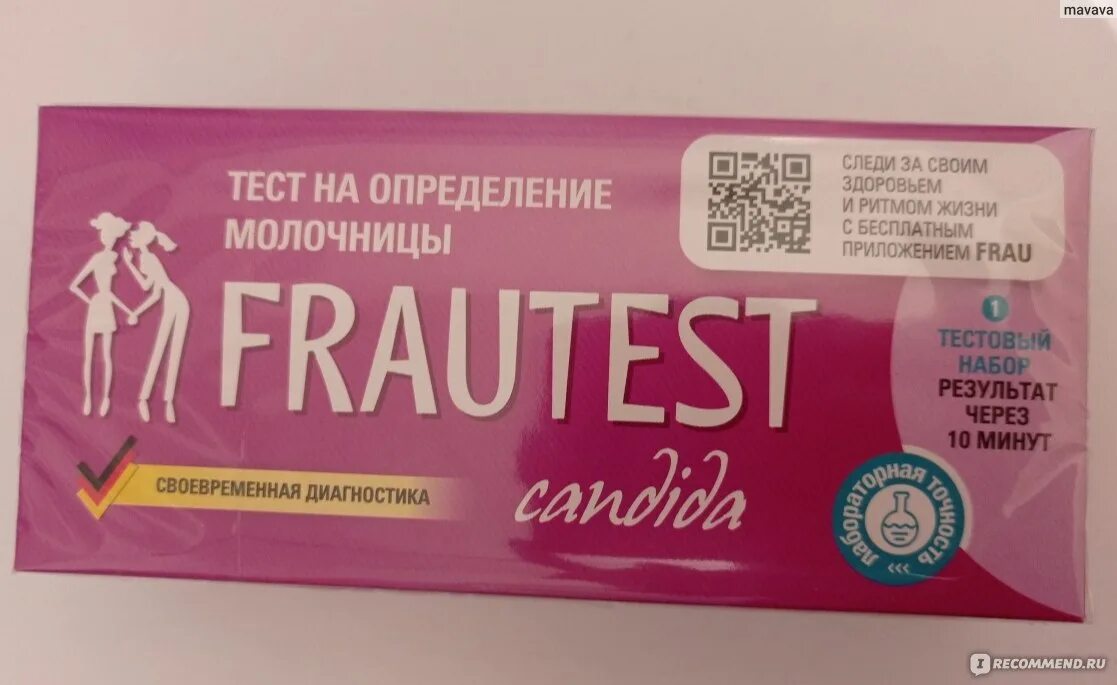 mavava
ТЕСТ НА ОПРЕДЕЛЕНИЕ
МОЛОЧНИЦЫ
FRAUTEST
candida
СВОЕВРЕМЕННАЯ ДИАГНОСТИКА
СЛЕДИ ЗА СВОИМ
ЗДОРОВЬЕМ
И РИТМОМ ЖИЗНИ
С БЕСПЛАТНЫМ
ПРИЛОЖЕНИЕМ FRAU
1
ТЕСТОВЫЙ
НАБОР
РЕЗУЛЬТАТ
ЧЕРЕЗ
10 МИНУТ
лабораторная точность
<<<
I RECOMMEND.RU